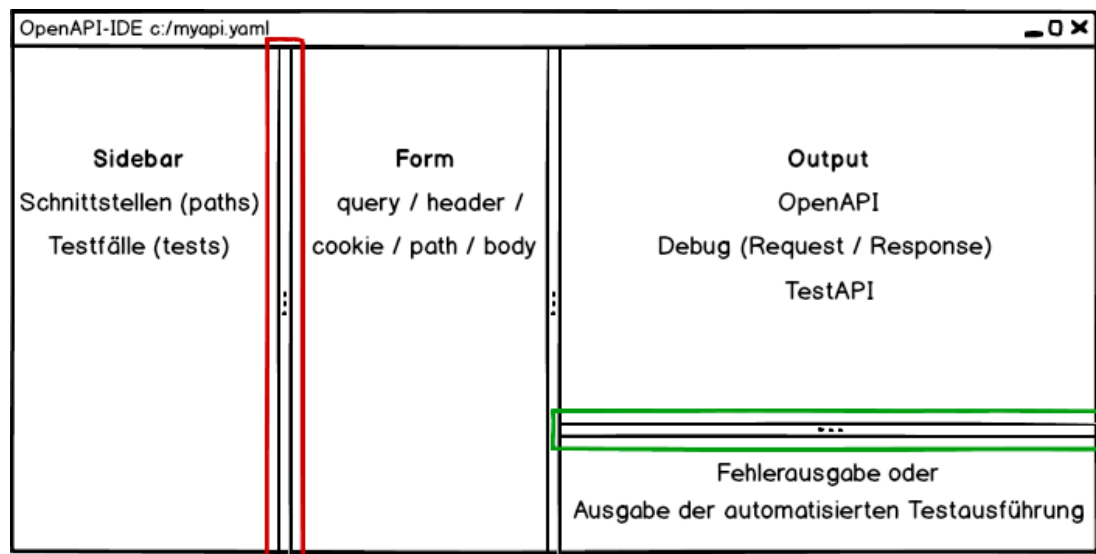 OpenAPI-IDE c:/myapi.yaml
Sidebar
Schnittstellen (paths)
Testfälle (tests)
Form
query / header /
cookie / path / body
Output
OpenAPI
Debug (Request / Response)
TestAPI
Fehlerausgabe oder
Ausgabe der automatisierten Testausführung